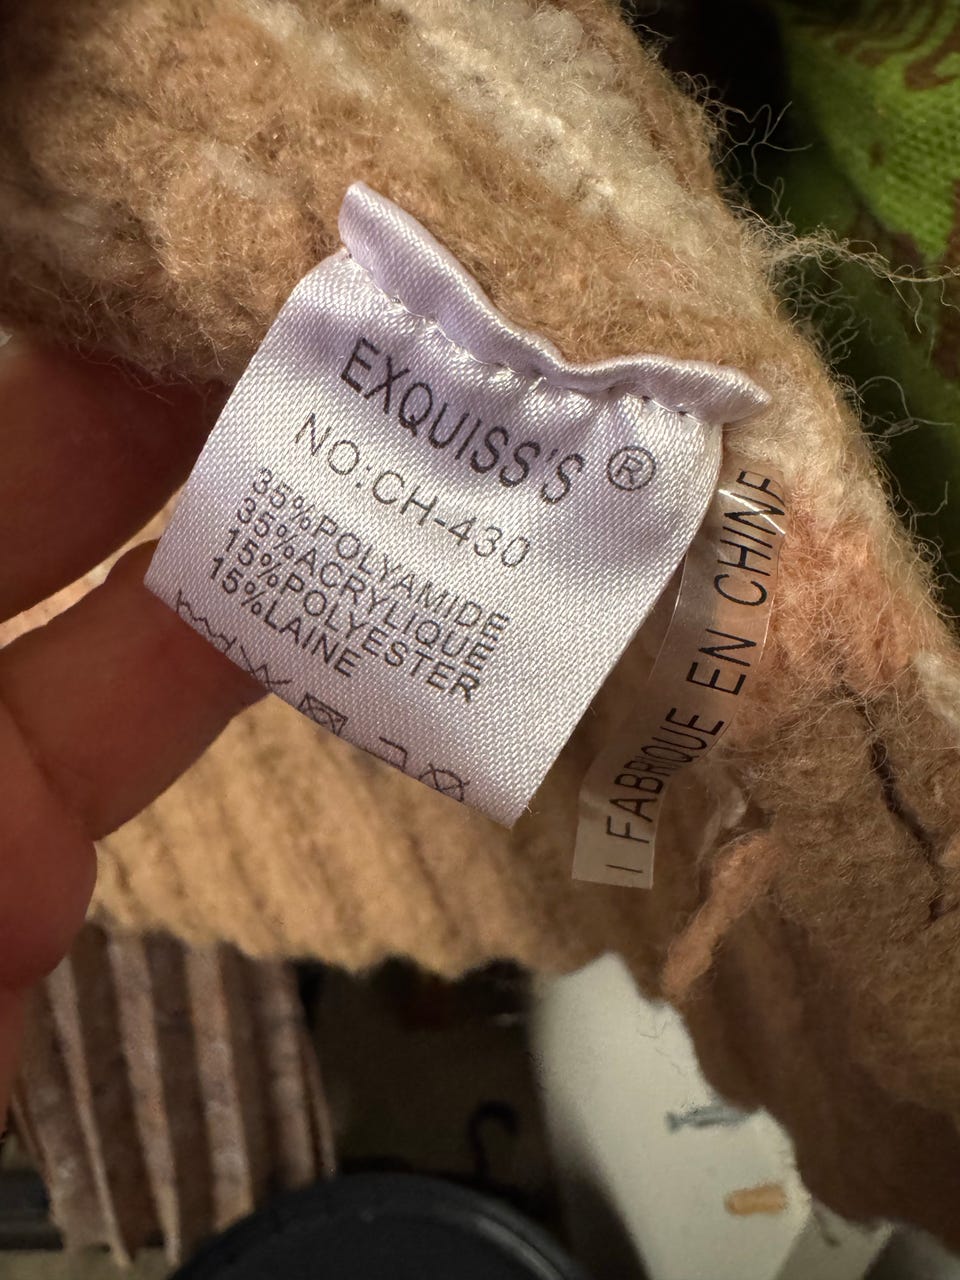 EXQUISS'S ®
NO:CH-430
35%POLYAMIDE
35%ACRYLIQUE
15%POLYESTER
15%LAINE
FABRIQUE EN CHINE